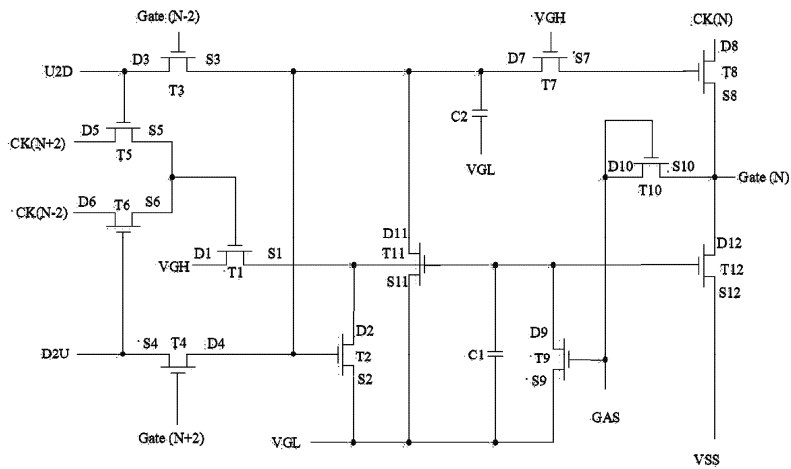 Gate (N-2)
VGH
CK(N)
U2D
D3
S3
T3
D7
S7
T7
D8
T8
S8
D5
S5
CK(N+2)
T5
C2
VGL
D10
S10
T10
Gate (N)
D6
T6
S6
CK(N-2)
D1
S1
VGH
T1
D11
T11
S11
D12
T12
S12
D2U
S4
T4
D4
D2
T2
S2
C1
D9
T9
S9
GAS
Gate (N+2)
VGL
VSS